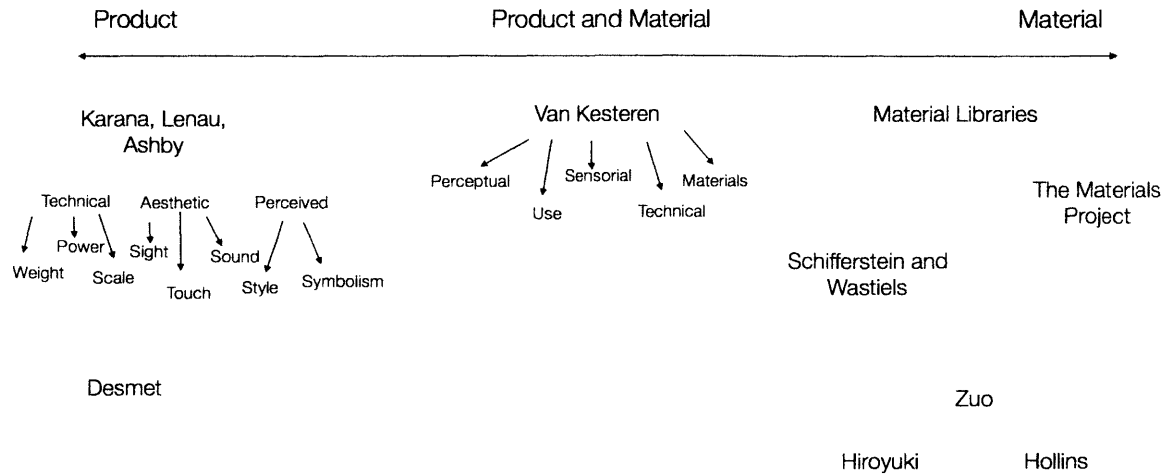 Product
Product and Material
Material
Karana, Lenau,
Ashby
Van Kesteren
Material Libraries
Perceptual
Sensorial
Materials
Use
Technical
The Materials
Project
Technical
Aesthetic
Perceived
Power
Sight
Sound
Weight
Scale
Touch
Style
Symbolism
Schifferstein and
Wastiels
Desmet
Zuo
Hiroyuki
Hollins